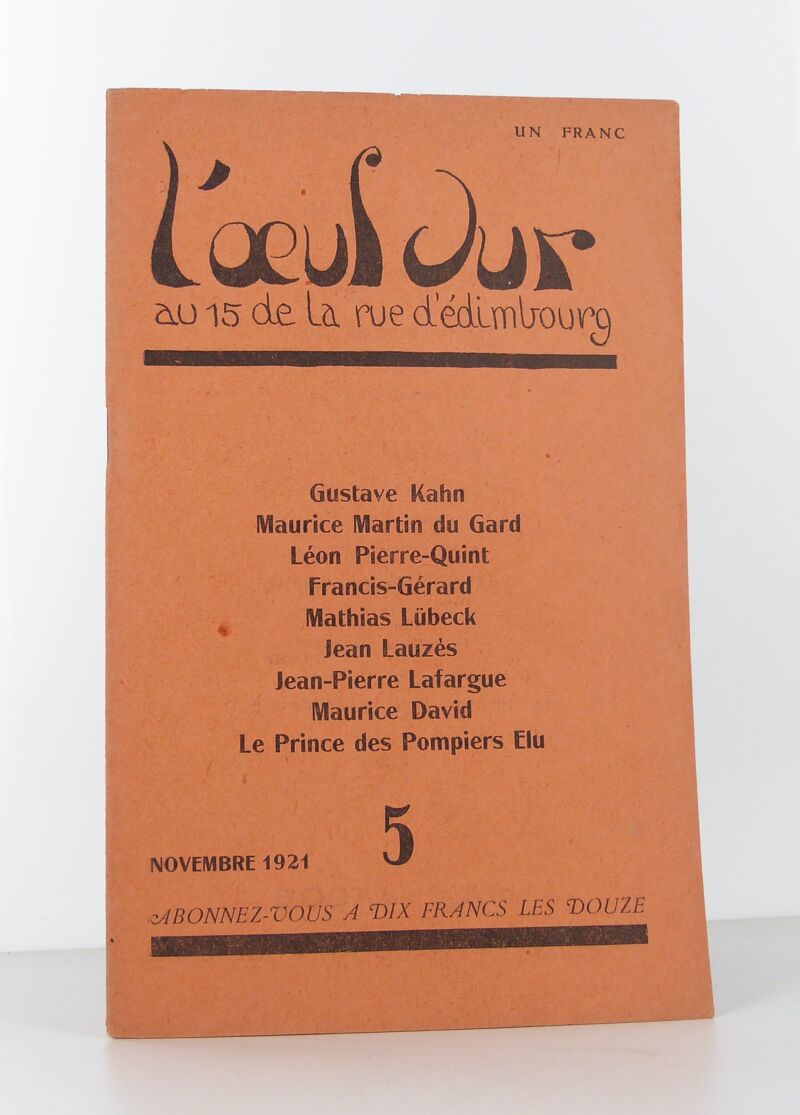 UN FRANC
l'œuf dur
au 15 de la rue d'édimbourg
Gustave Kahn
Maurice Martin du Gard
Léon Pierre-Quint
Francis-Gérard
Mathias Lübeck
Jean Lauzès
Jean-Pierre Lafargue
Maurice David
Le Prince des Pompiers Elu
5
NOVEMBRE 1921
ABONNEZ-VOUS A DIX FRANCS LES DOUZE